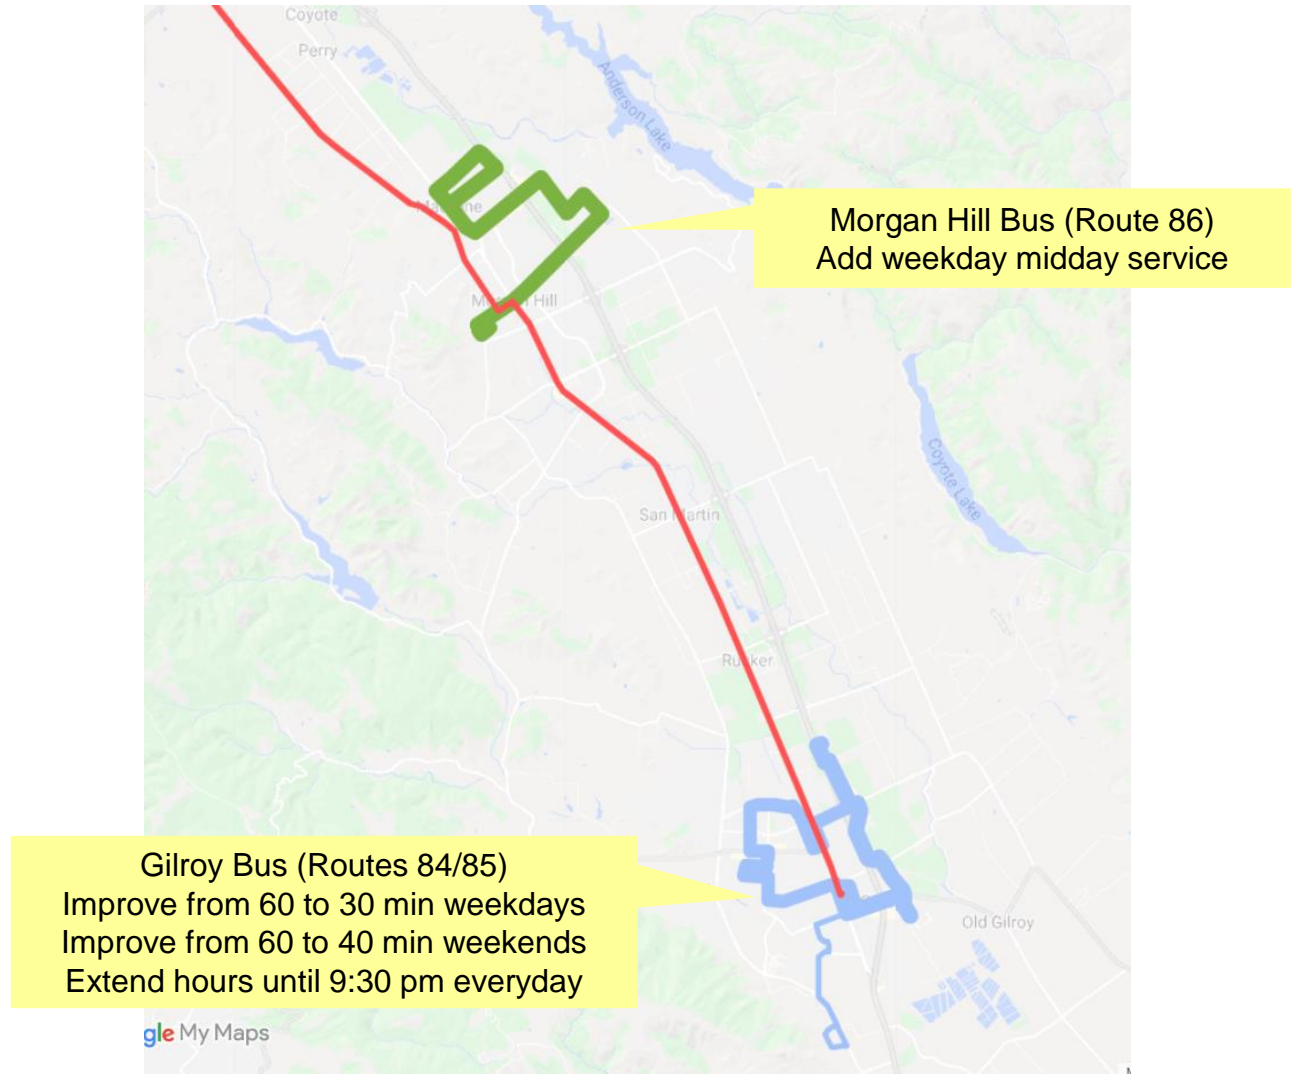 Coyote
Perry
Anderson Lake
Morgan Hill Bus (Route 86)
Add weekday midday service
Hill
Coyote Lake
San Martin
Rucker
Gilroy Bus (Routes 84/85)
Improve from 60 to 30 min weekdays
Improve from 60 to 40 min weekends
Extend hours until 9:30 pm everyday
Old Gilroy
gle My Maps